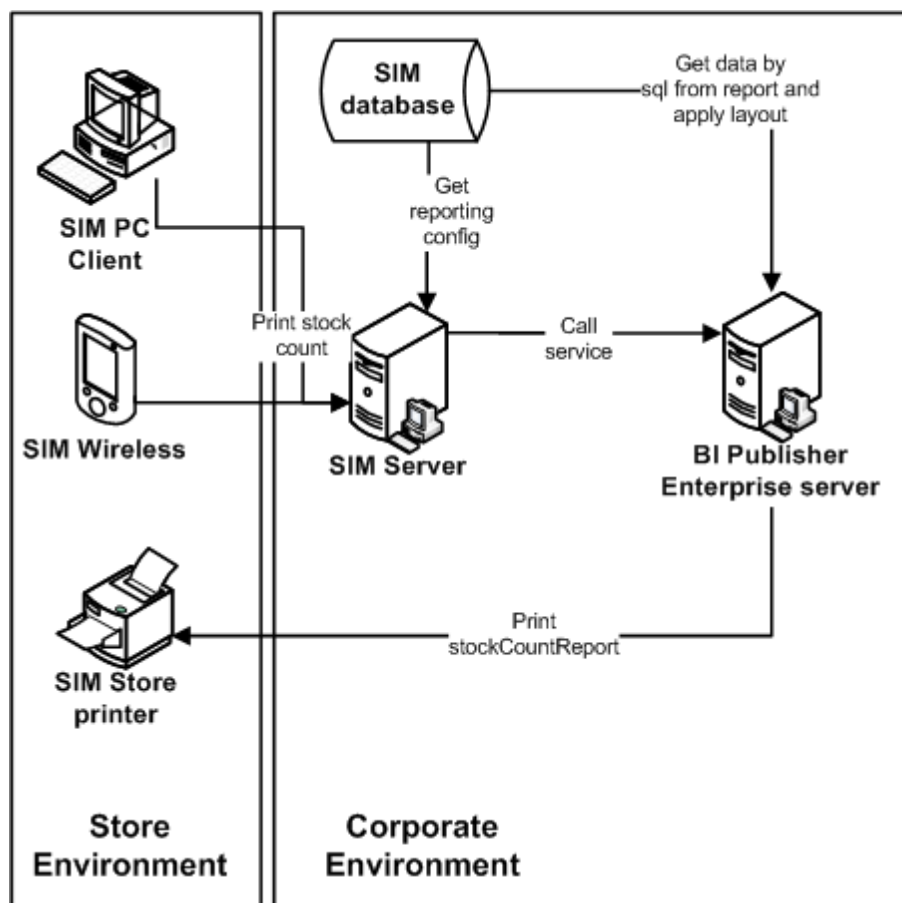 SIM
database
Get data by
sql from report and
apply layout
SIM PC
Client
Get
reporting
config
Print stock
count
Call
service
SIM Wireless
SIM Server
BI Publisher
Enterprise server
Print
stockCountReport
SIM Store
printer
Store
Environment
Corporate
Environment